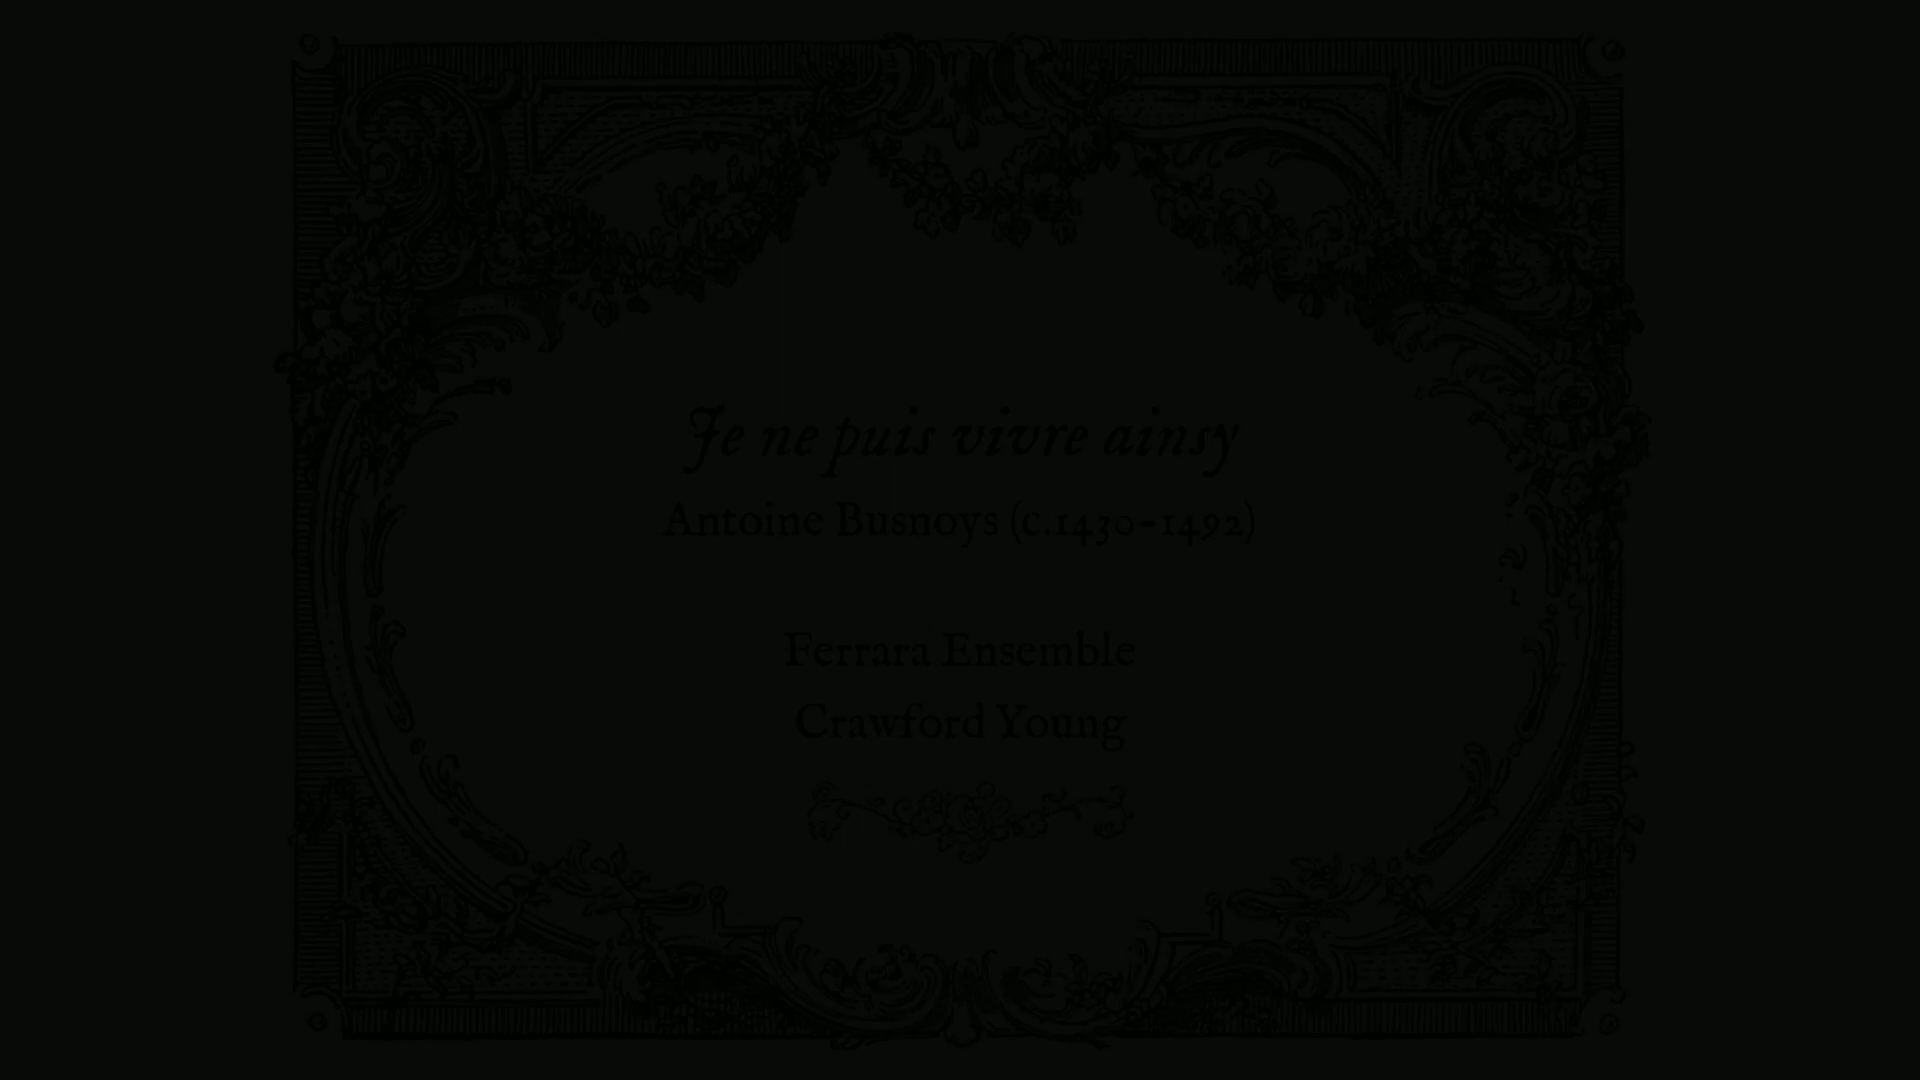 Je ne puis vivre ainsy
Antoine Busnoys (c.1430-1492)
Ferrara Ensemble
Crawford Young